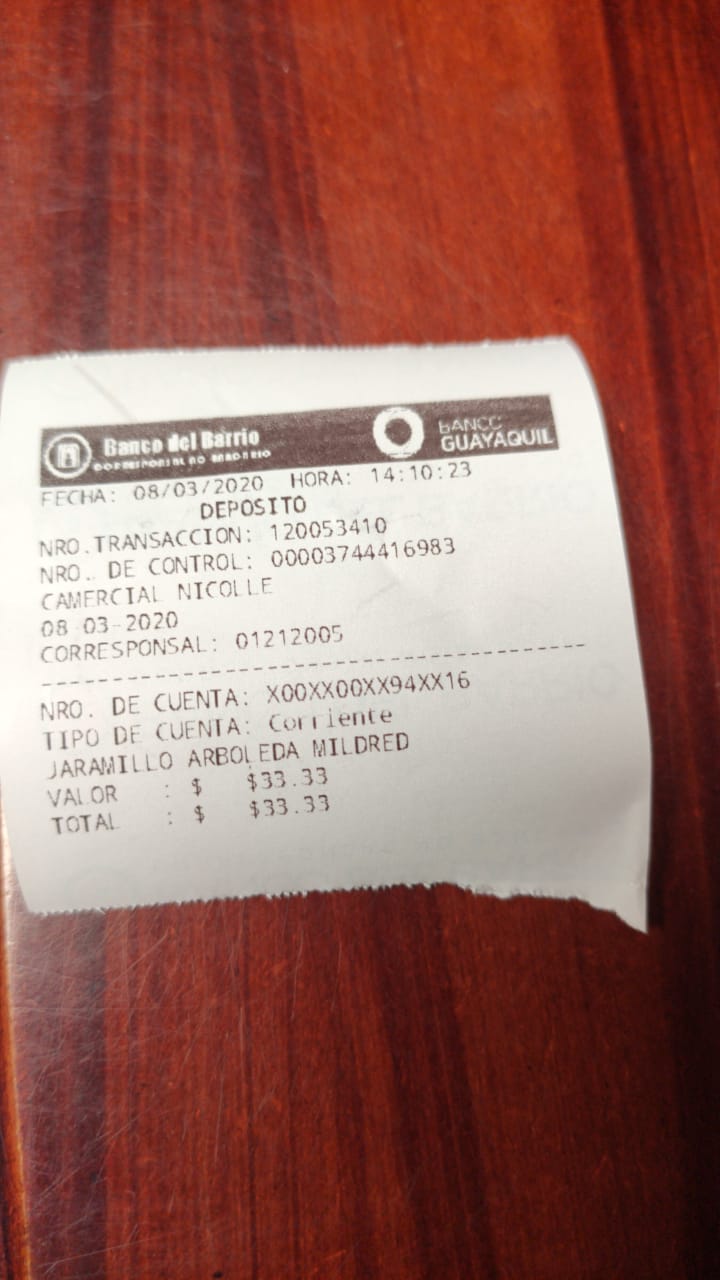 Banco del Barrio
CORRESPONSAL NO BANCARIO
BANCO
GUAYAQUIL
FECHA: 08/03/2020 HORA: 14:10:23
DEPOSITO
NRO.TRANSACCION: 120053410
NRO.. DE CONTROL: 00003744416983
CAMERCIAL NICOLLE
08-03-2020
CORRESPONSAL: 01212005
------------------------------------------------
NRO. DE CUENTA: X00XX00XX94XX16
TIPO DE CUENTA: Corriente
JARAMILLO ARBOLEDA MILDRED
VALOR : $ $33.33
TOTAL : $ $33.33